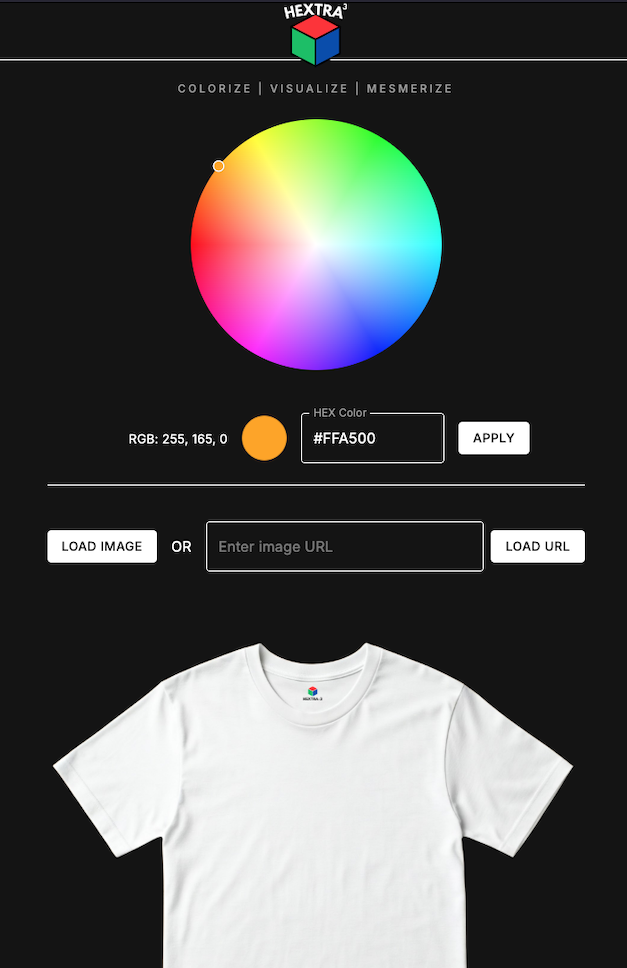 HEXTRA3
COLORIZE | VISUALIZE | MESMERIZE
RGB: 255, 165, 0
HEX Color
#FFA500
APPLY
LOAD IMAGE
OR
Enter image URL
LOAD URL
HEXTRA-3